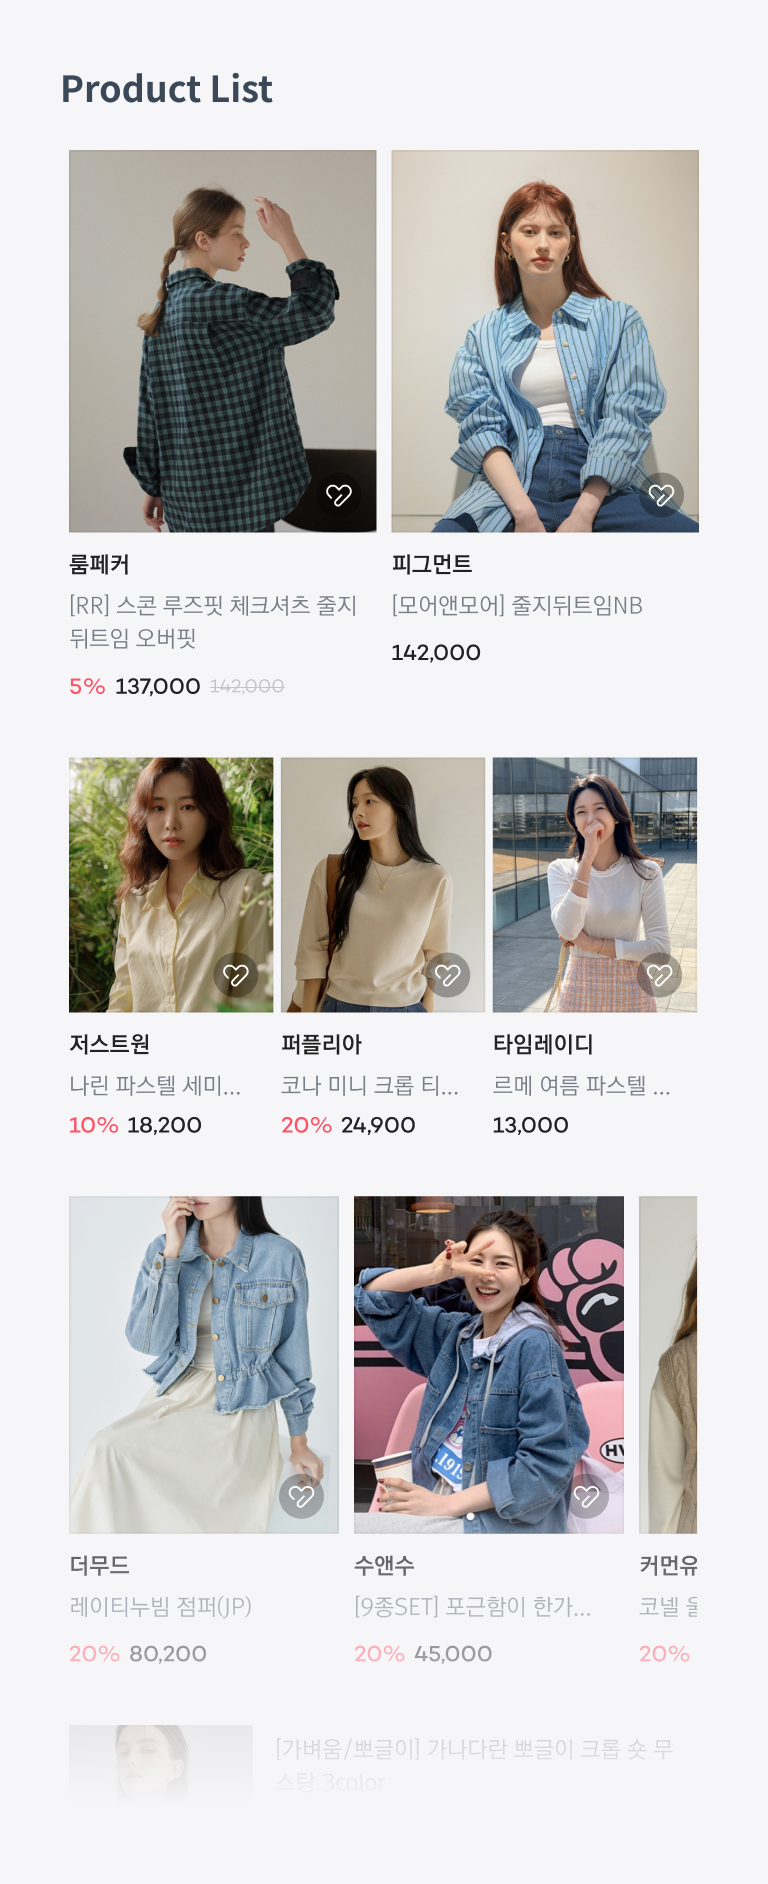 Product List
룸페커
[RR] 스콘 루즈핏 체크셔츠 줄지
뒤트임 오버핏
5% 137,000 142,000
피그먼트
[모어앤모어] 줄지뒤트임NB
142,000
저스트원
나린 파스텔 세미...
10% 18,200
퍼플리아
코나 미니 크롭 티...
20% 24,900
타임레이디
르메 여름 파스텔 ...
13,000
더무드
레이티누빔 점퍼(JP)
20% 80,200
.1919
HV
수앤수
[9종SET] 포근함이 한가...
20% 45,000
커먼유
코넬 울
20%
[가벼움/뽀글이] 가나다란 뽀글이 크롭 숏 무
스탕 3color